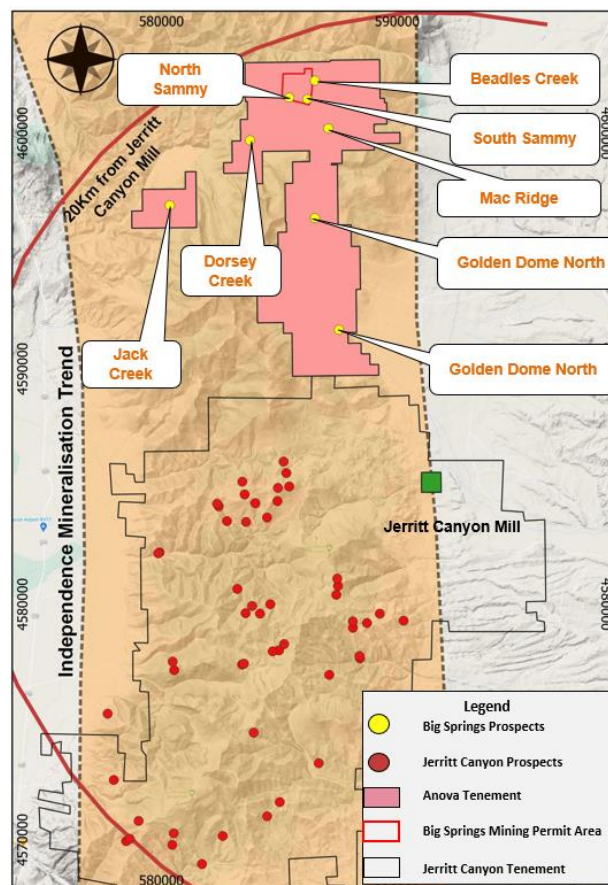 580000
590000
North
Sammy
Beadles Creek
South Sammy
4600000
4600000
20Km from Jerritt
Canyon Mill
Mac Ridge
Dorsey
Creek
Golden Dome North
Jack
Creek
Golden Dome North
4590000
Independence Mineralisation Trend
Jerritt Canyon Mill
4580000
4580000
Legend
Big Springs Prospects
Jerritt Canyon Prospects
Anova Tenement
Big Springs Mining Permit Area
Jerritt Canyon Tenement
4570000
580000